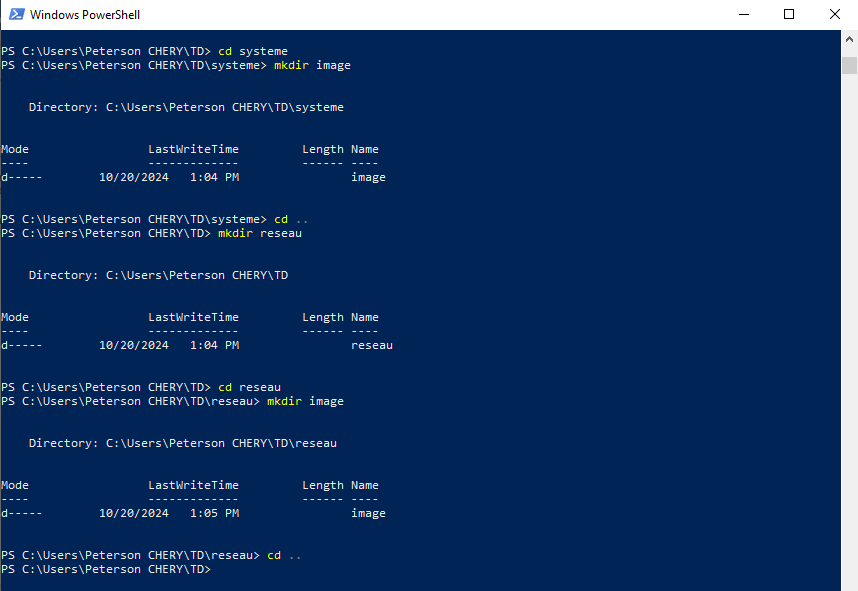 Windows PowerShell
PS C:\Users\Peterson CHERY\TD> cd systeme
PS C:\Users\Peterson CHERY\TD\systeme> mkdir image
Directory: C:\Users\Peterson CHERY\TD\systeme
Mode LastWriteTime Length Name
---- ------------- ------ ----
d----- 10/20/2024 1:04 PM image
PS C:\Users\Peterson CHERY\TD\systeme> cd ..
PS C:\Users\Peterson CHERY\TD> mkdir reseau
Directory: C:\Users\Peterson CHERY\TD
Mode LastWriteTime Length Name
---- ------------- ------ ----
d----- 10/20/2024 1:04 PM reseau
PS C:\Users\Peterson CHERY\TD> cd reseau
PS C:\Users\Peterson CHERY\TD\reseau> mkdir image
Directory: C:\Users\Peterson CHERY\TD\reseau
Mode LastWriteTime Length Name
---- ------------- ------ ----
d----- 10/20/2024 1:05 PM image
PS C:\Users\Peterson CHERY\TD\reseau> cd ..
PS C:\Users\Peterson CHERY\TD>